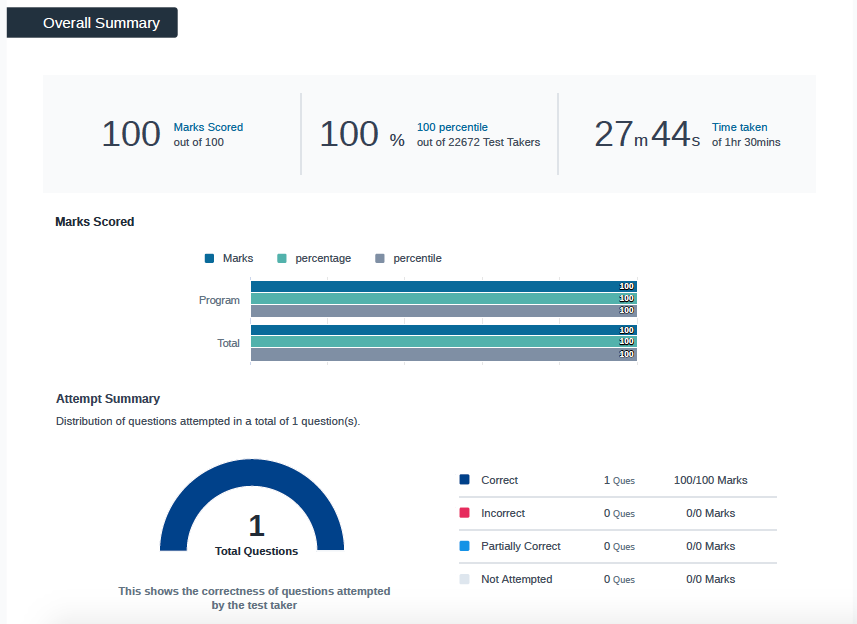 Overall Summary
100 Marks Scored
of 100
100 % 100 percentile
out of 22672 Test Takers
27m 44s Time taken
of 1hr 30mins
Marks Scored
Marks percentage percentile
Program 100
100
100
Total 100
100
100
Attempt Summary
Distribution of questions attempted in a total of 1 question(s).
1
Total Questions
This shows the correctness of questions attempted
by the test taker
Correct 1 Ques 100/100 Marks
Incorrect 0 Ques 0/0 Marks
Partially Correct 0 Ques 0/0 Marks
Not Attempted 0 Ques 0/0 Marks